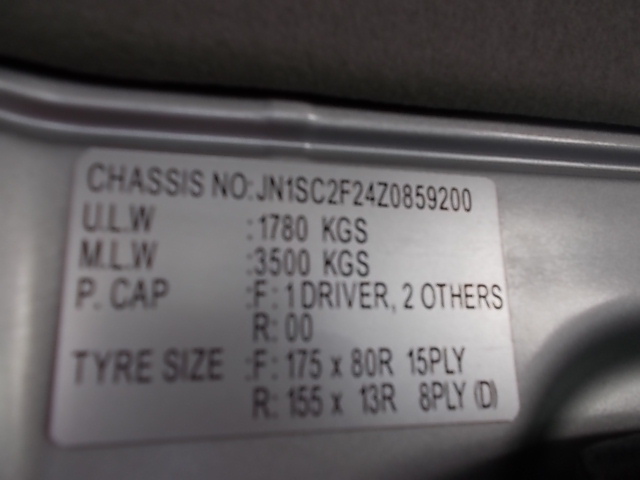 CHASSIS NO: JN1SC2F24Z0859200
U.L.W :1780 KGS
M.L.W :3500 KGS
P. CAP :F: 1 DRIVER, 2 OTHERS
R: 00
TYRE SIZE :F: 175 x 80R 15PLY
R: 155 x 13R 8PLY (D)